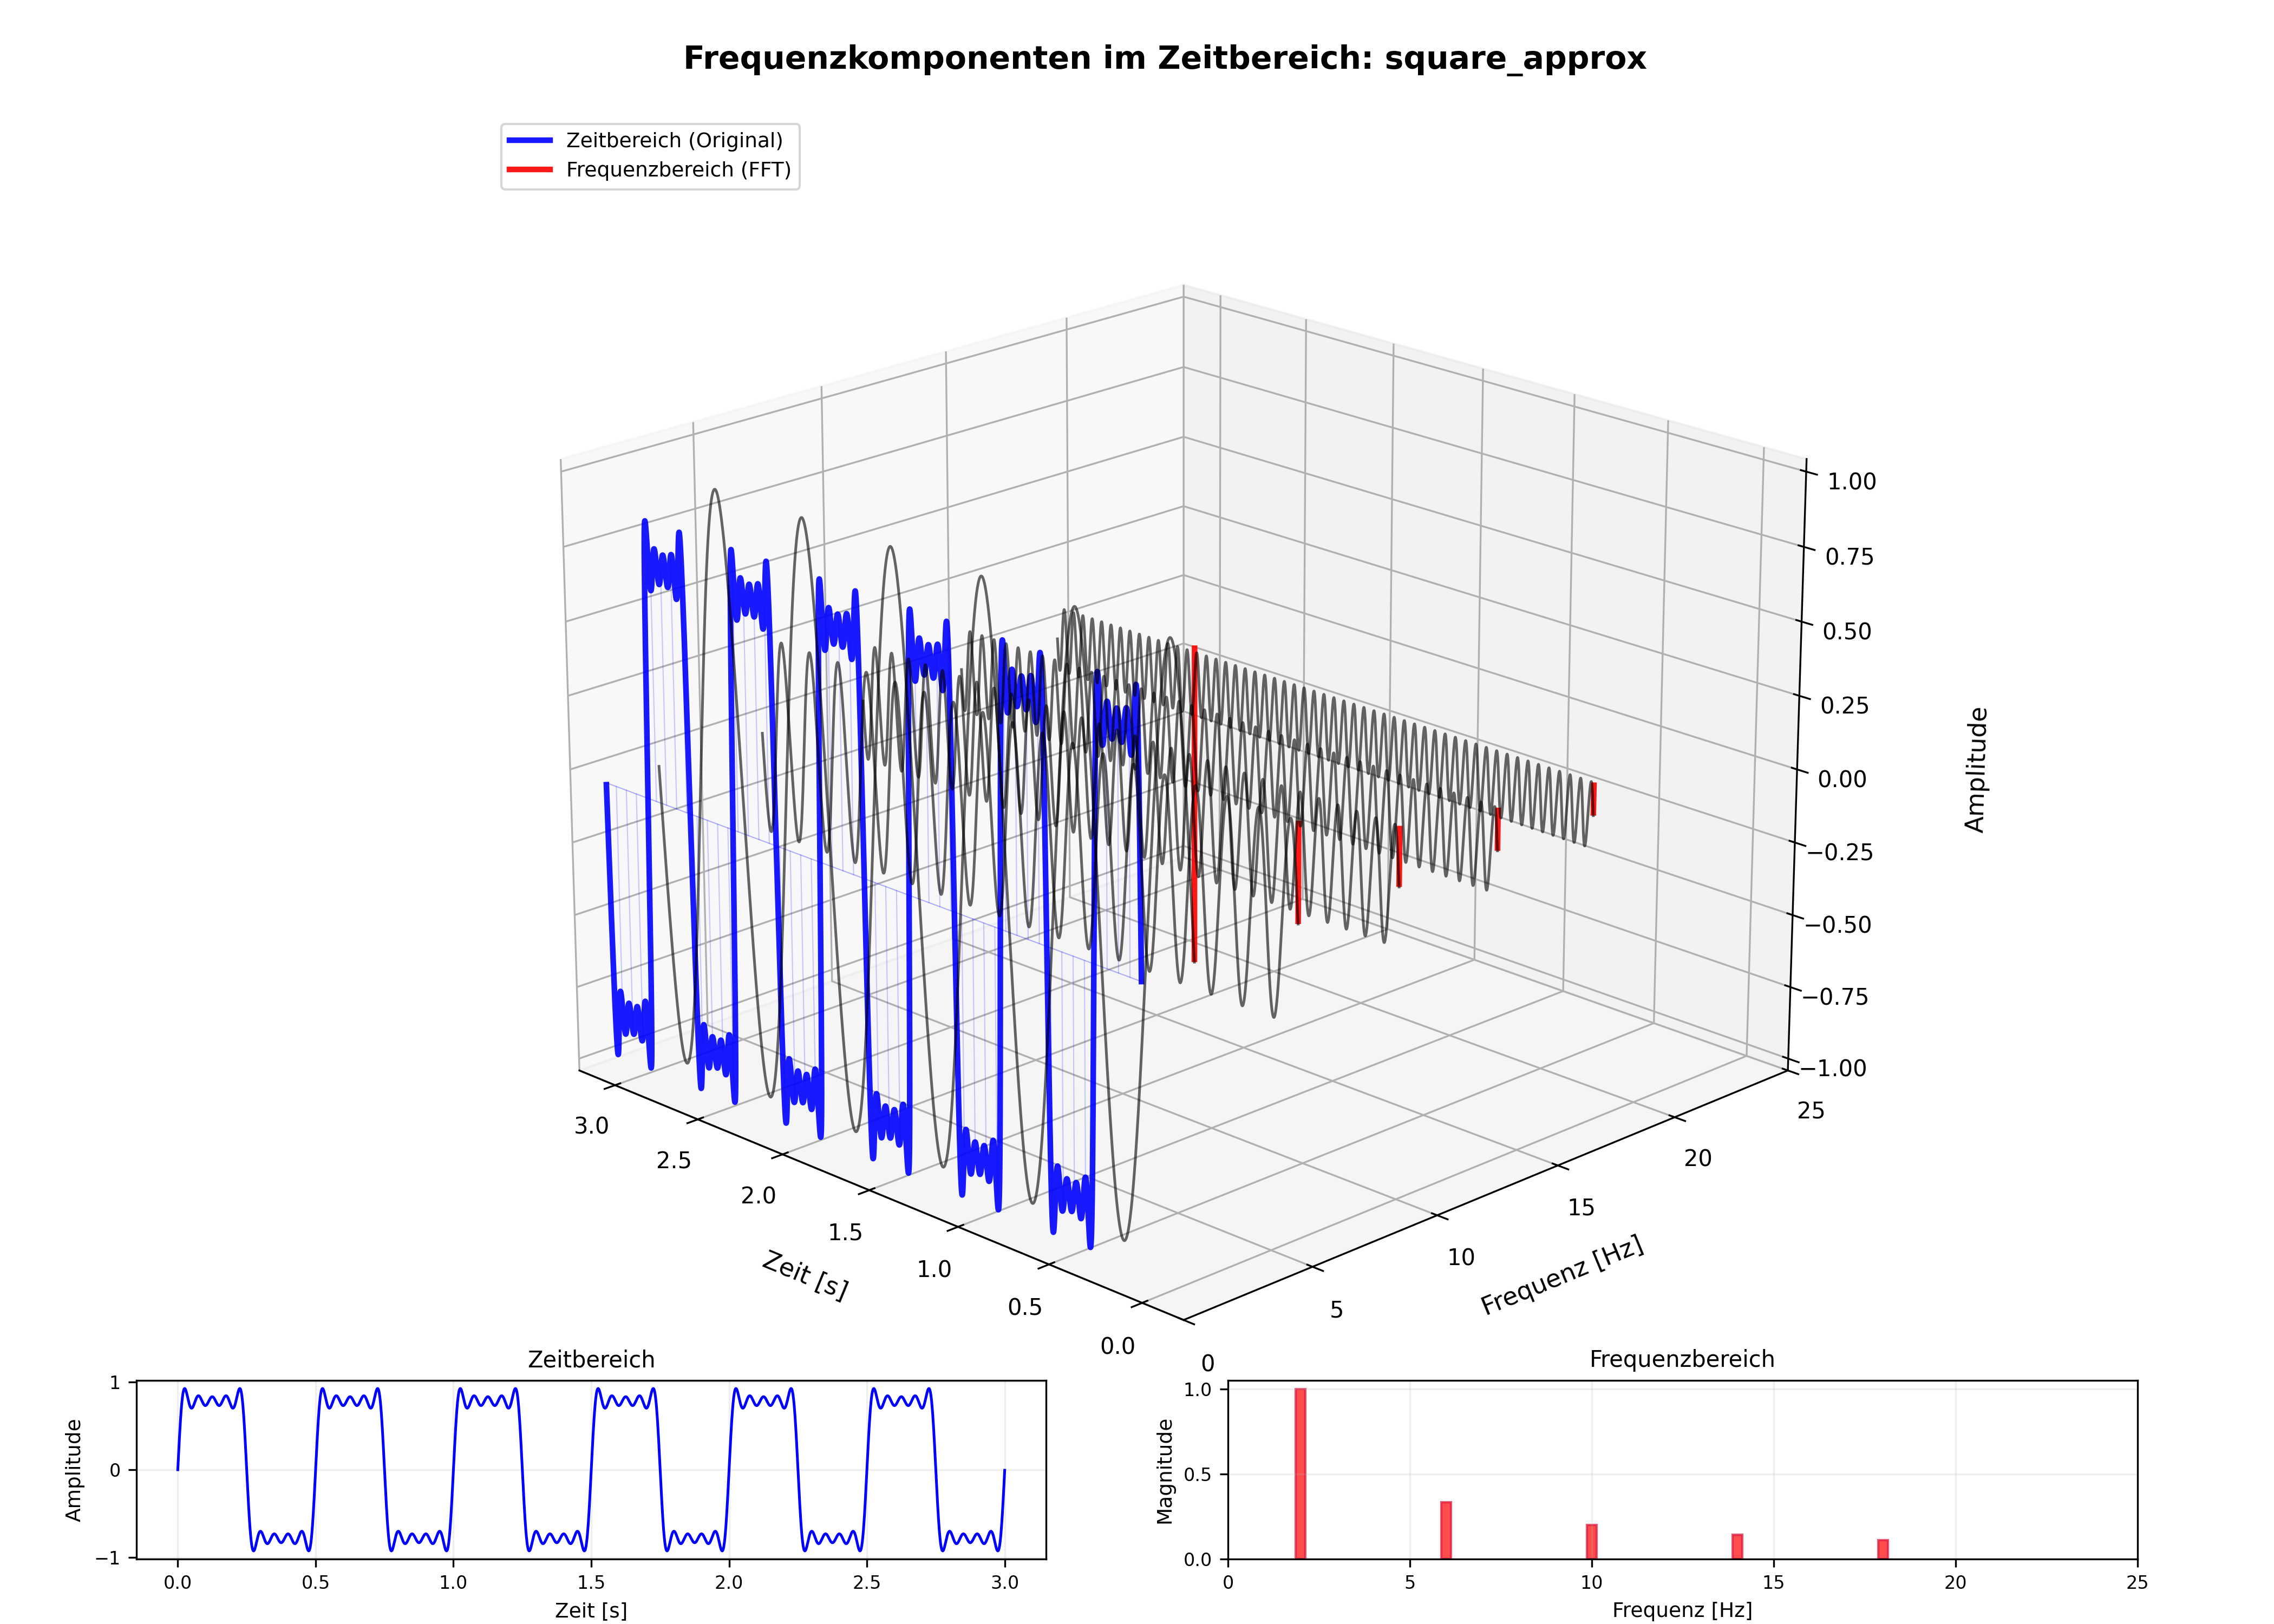 Frequenzkomponenten im Zeitbereich: square_approx
Zeitbereich (Original)
Frequenzbereich (FFT)
1.00
0.75
0.50
0.25
0.00
−0.25
−0.50
−0.75
−1.00
Amplitude
3.0
2.5
2.0
1.5
1.0
0.5
0.0
Zeit [s]
0
5
10
15
20
25
Frequenz [Hz]
Zeitbereich
Amplitude
1
0
−1
0.0 0.5 1.0 1.5 2.0 2.5 3.0
Zeit [s]
Frequenzbereich
Magnitude
1.0
0.5
0.0
0 5 10 15 20 25
Frequenz [Hz]